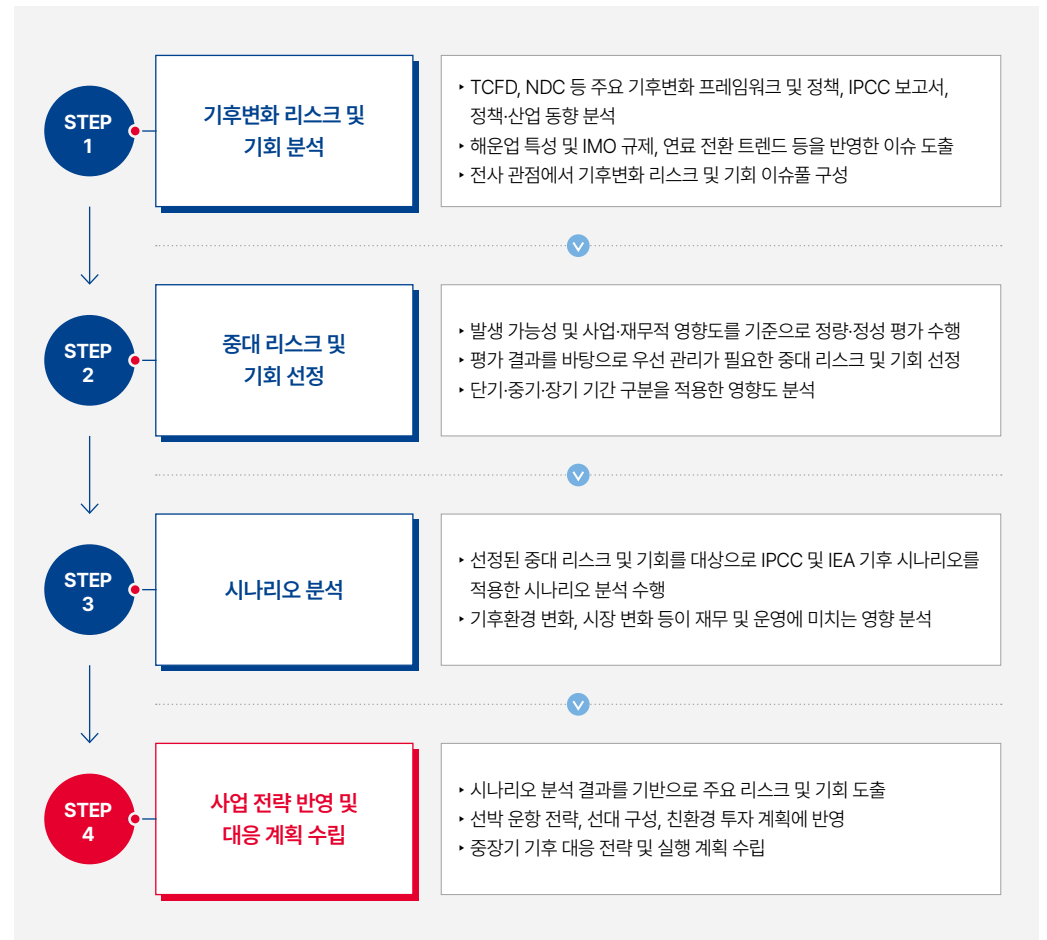 STEP
1
기후변화 리스크 및
기회 분석
‣ TCFD, NDC 등 주요 기후변화 프레임워크 및 정책, IPCC 보고서,
정책·산업 동향 분석
‣ 해운업 특성 및 IMO 규제, 연료 전환 트렌드 등을 반영한 이슈 도출
‣ 전사 관점에서 기후변화 리스크 및 기회 이슈풀 구성
STEP
2
중대 리스크 및
기회 선정
‣ 발생 가능성 및 사업·재무적 영향도를 기준으로 정량·정성 평가 수행
‣ 평가 결과를 바탕으로 우선 관리가 필요한 중대 리스크 및 기회 선정
‣ 단기·중기·장기 기간 구분을 적용한 영향도 분석
STEP
3
시나리오 분석
‣ 선정된 중대 리스크 및 기회를 대상으로 IPCC 및 IEA 기후 시나리오를
적용한 시나리오 분석 수행
‣ 기후환경 변화, 시장 변화 등이 재무 및 운영에 미치는 영향 분석
STEP
4
사업 전략 반영 및
대응 계획 수립
‣ 시나리오 분석 결과를 기반으로 주요 리스크 및 기회 도출
‣ 선박 운항 전략, 선대 구성, 친환경 투자 계획에 반영
‣ 중장기 기후 대응 전략 및 실행 계획 수립